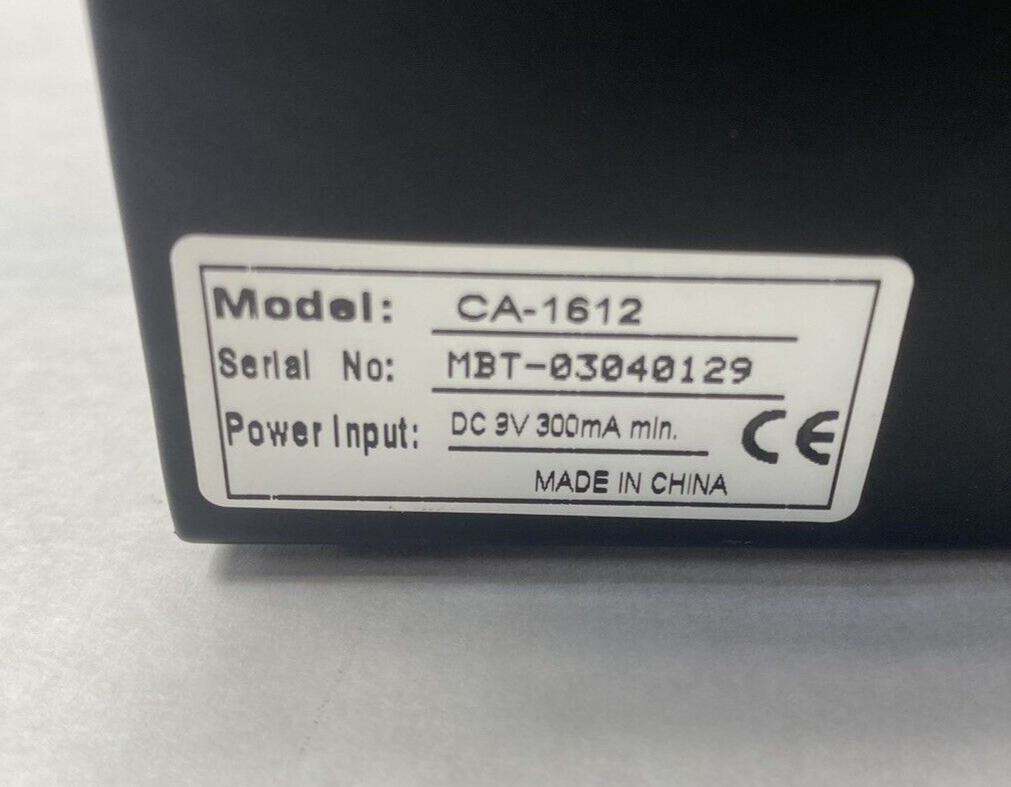 Model: CA-1612
Serial No: MBT-03040129
Power Input: DC 9V 300mA min.
CE
MADE IN CHINA